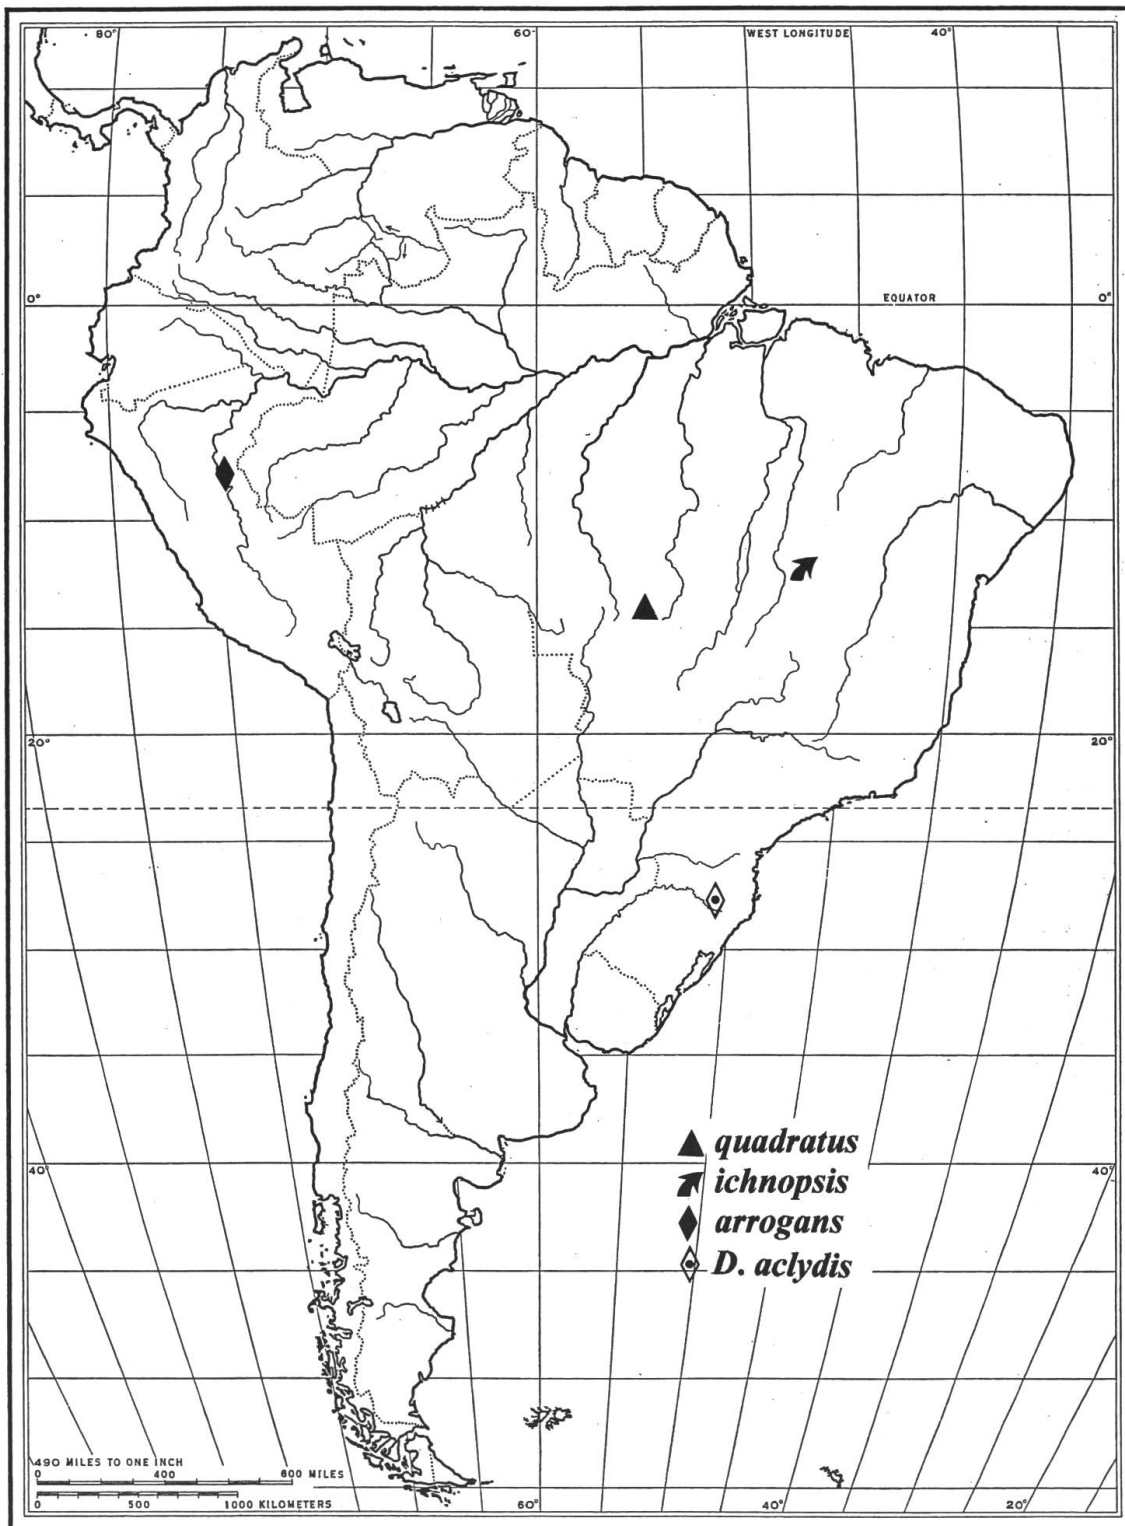 80° 60° WEST LONGITUDE 40°
0° EQUATOR 0°
20° 20°
quadratus
40° ichnopsis 40°
arrogans
D. aclydis
490 MILES TO ONE INCH
0 400 800 MILES
0 500 1000 KILOMETERS
60° 40° 20°